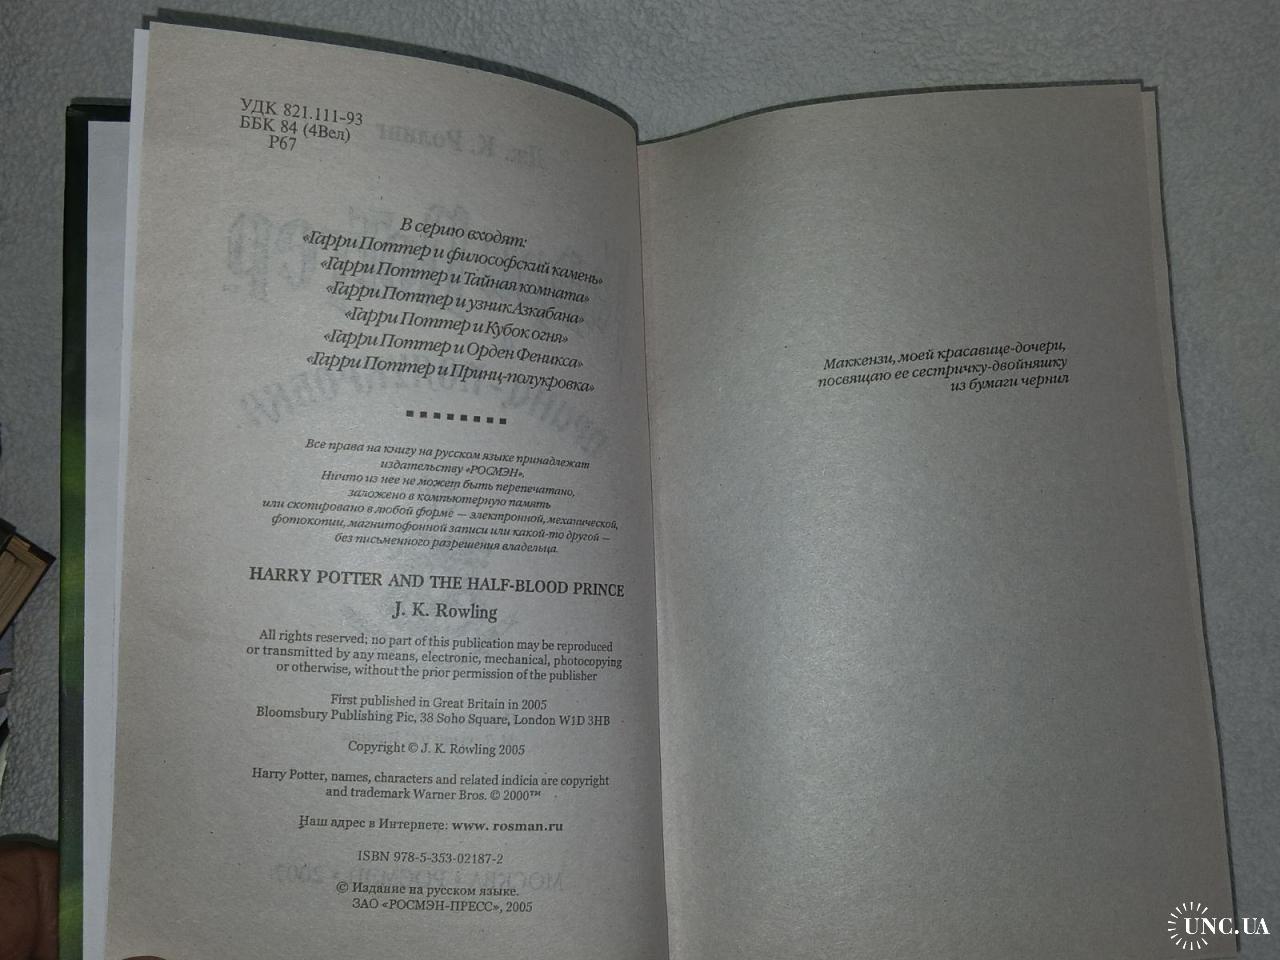 УДК 821.111-93
ББК 84 (4Вел)
Р67
В серию входят:
«Гарри Поттер и философский камень»
«Гарри Поттер и Тайная комната»
«Гарри Поттер и узник Азкабана»
«Гарри Поттер и Кубок огня»
«Гарри Поттер и Орден Феникса»
«Гарри Поттер и Принц-полукровка»
Все права на книгу на русском языке принадлежат
издательству «РОСМЭН».
Ничто из нее не может быть перепечатано,
заложено в компьютерную память
или скопировано в любой форме — электронной, механической,
фотокопии, магнитофонной записи или какой-то другой —
без письменного разрешения владельца.
HARRY POTTER AND THE HALF-BLOOD PRINCE
J. K. Rowling
All rights reserved; no part of this publication may be reproduced
or transmitted by any means, electronic, mechanical, photocopying
or otherwise, without the prior permission of the publisher
First published in Great Britain in 2005
Bloomsbury Publishing Pic, 38 Soho Square, London W1D 3HB
Copyright © J. K. Rowling 2005
Harry Potter, names, characters and related indicia are copyright
and trademark Warner Bros. © 2000™
Наш адрес в Интернете: www. rosman.ru
ISBN 978-5-353-02187-2
© Издание на русском языке.
ЗАО «РОСМЭН-ПРЕСС», 2005
Маккензи, моей красавице-дочери,
посвящаю ее сестричку-двойняшку
из бумаги чернил
UNC.UA